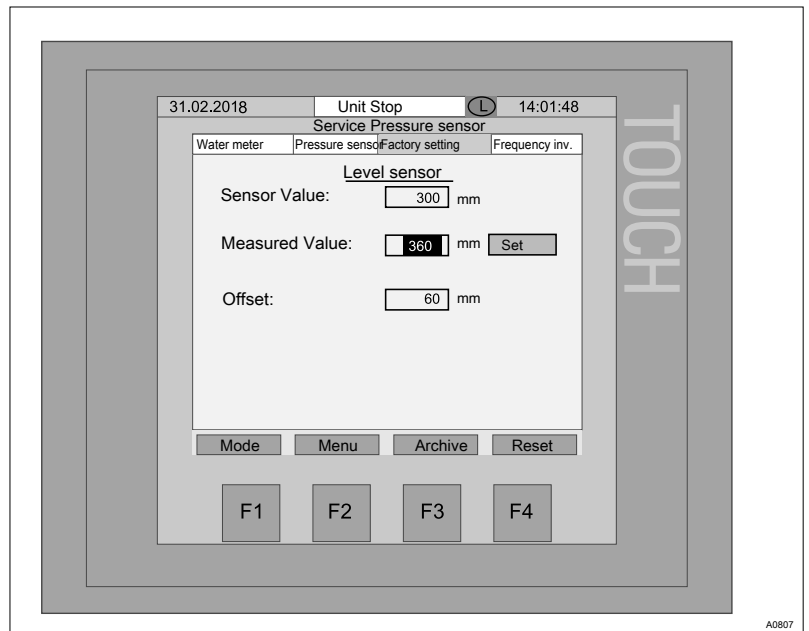 31.02.2018 Unit Stop L 14:01:48
Service Pressure sensor
Water meter Pressure sensor Factory setting Frequency inv.
Level sensor
Sensor Value: 300 mm
Measured Value: 360 mm Set
Offset: 60 mm
Mode Menu Archive Reset
F1 F2 F3 F4
TOUCH
A0807